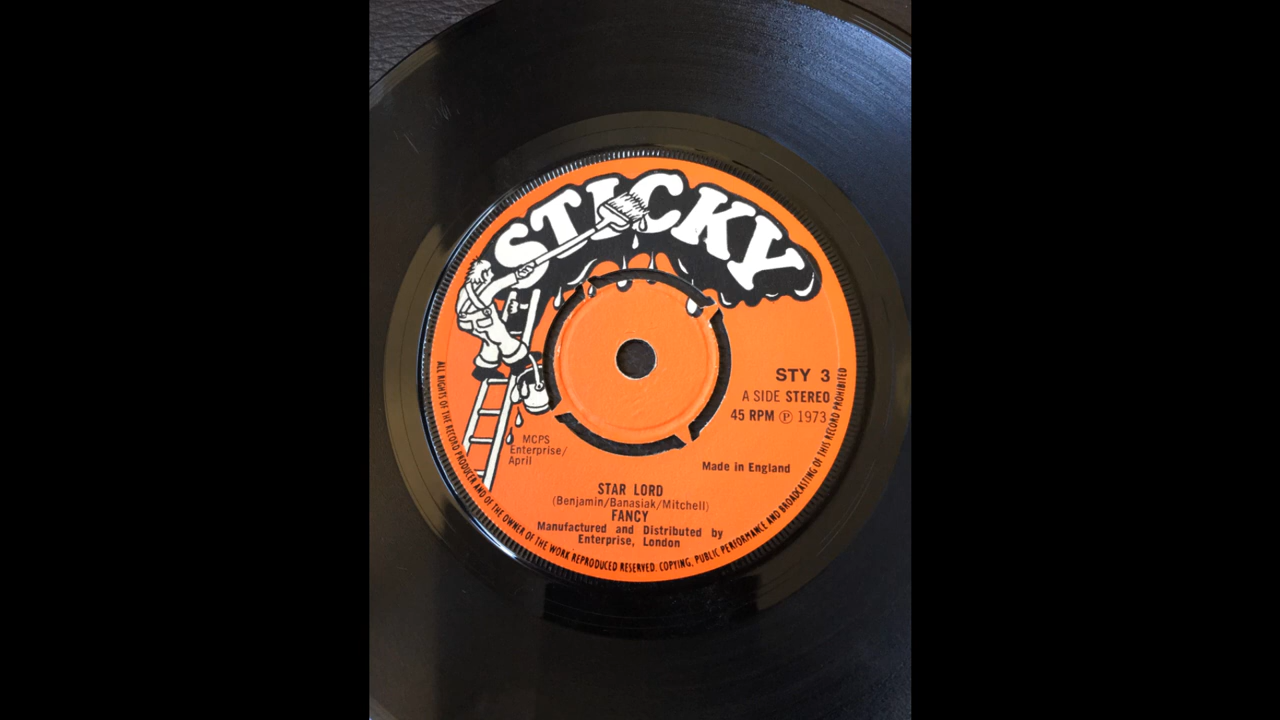 STICKY
STY 3
A SIDE STEREO
45 RPM Ⓟ 1973
MCPS
Enterprise/
April
Made in England
STAR LORD
(Benjamin/Banasiak/Mitchell)
FANCY
Manufactured and Distributed by
Enterprise, London
ALL RIGHTS OF THE RECORD PRODUCER AND OF THE OWNER OF THE WORK REPRODUCED RESERVED. COPYING, PUBLIC PERFORMANCE AND BROADCASTING OF THIS RECORD PROHIBITED